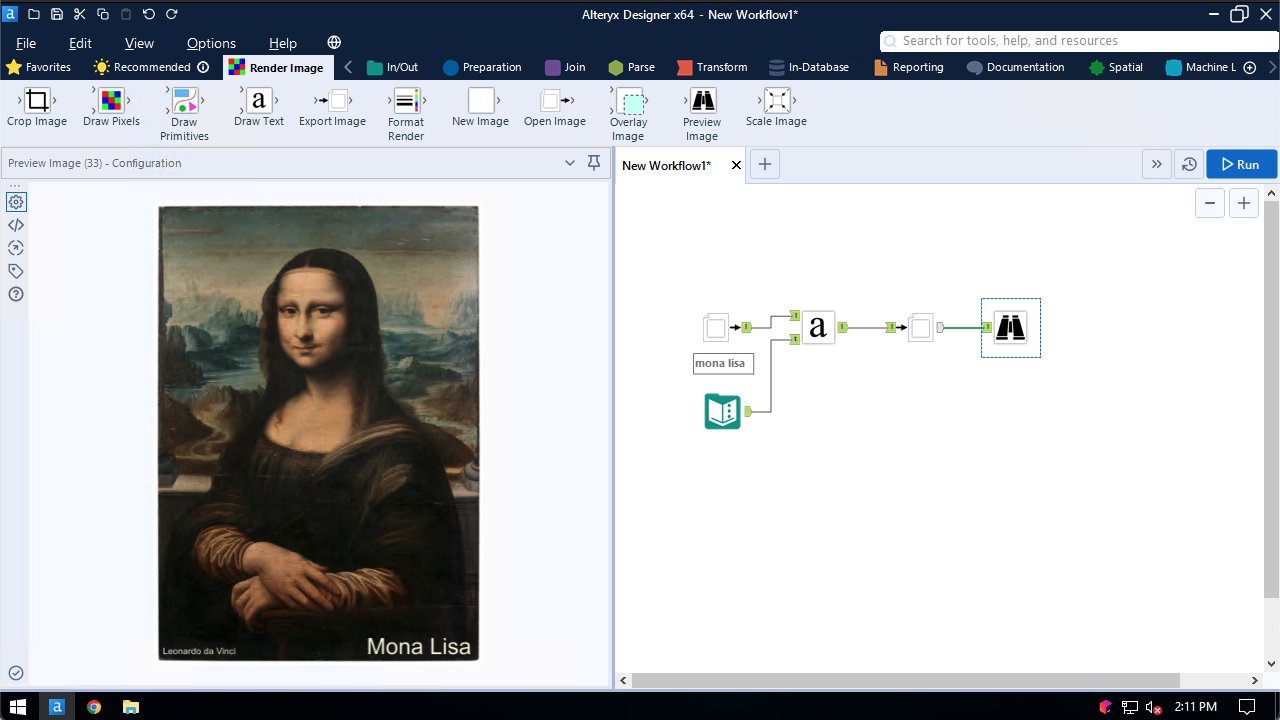 Alteryx Designer x64 - New Workflow1*
File Edit View Options Help
Search for tools, help, and resources
Favorites Recommended Render Image In/Out Preparation Join Parse Transform In-Database Reporting Documentation Spatial Machine L
Crop Image Draw Pixels Draw Primitives Draw Text Export Image Format Render New Image Open Image Overlay Image Preview Image Scale Image
Preview Image (33) - Configuration
New Workflow1*
Run
mona lisa
a
Leonardo da Vinci
Mona Lisa
2:11 PM